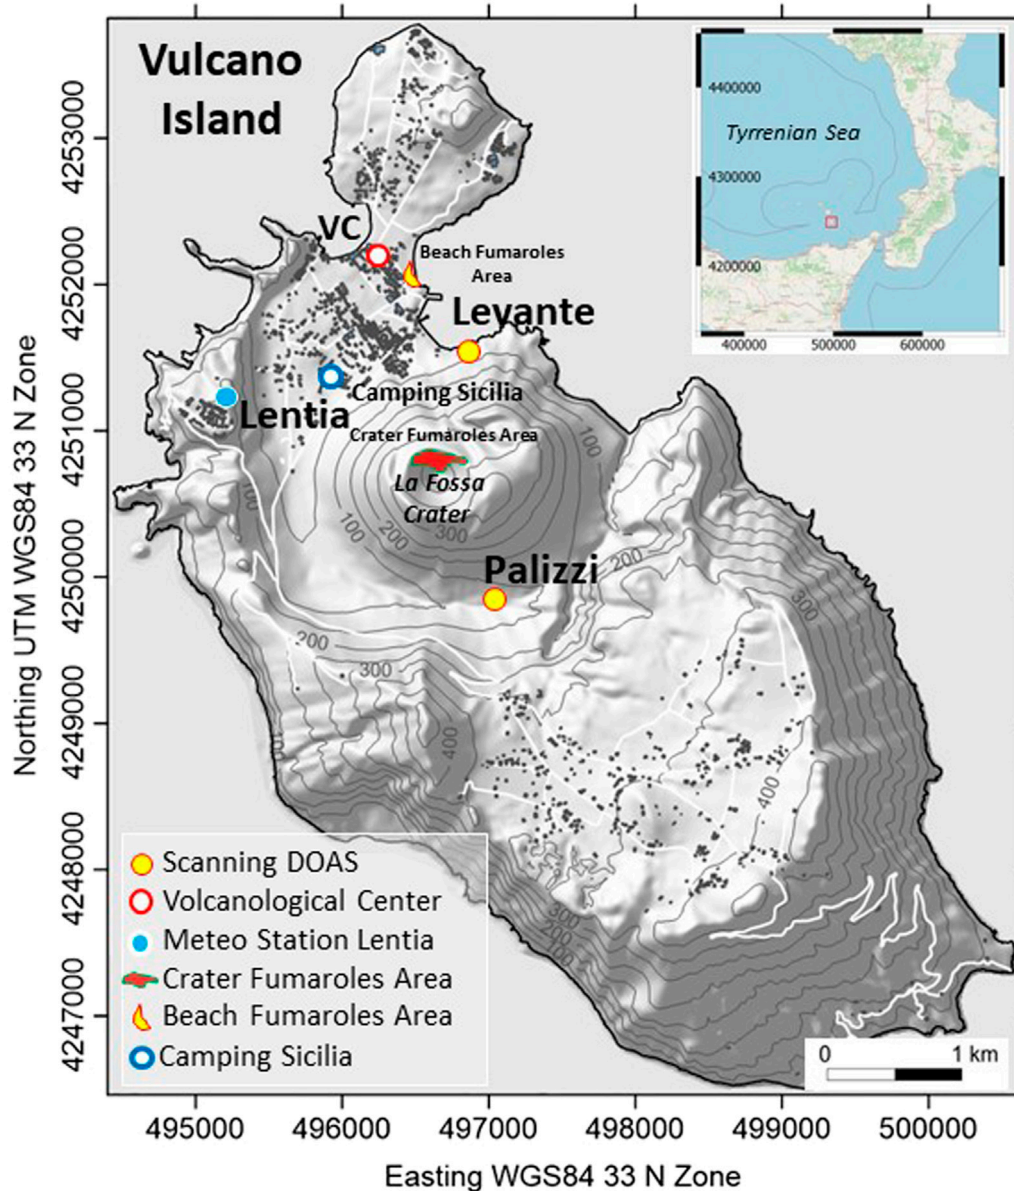 Vulcano
Island
4400000
Tyrrenian Sea
4300000
4200000
400000
500000
600000
4253000
VC
Beach Fumaroles
Area
4252000
Levante
Camping Sicilia
Lentia
4251000
Crater Fumaroles Area
100
La Fossa
Crater
100
100
200
300
4250000
Palizzi
200
300
200
300
4249000
400
400
4248000
300
200
100
4247000
Scanning DOAS
Volcanological Center
Meteo Station Lentia
Crater Fumaroles Area
Beach Fumaroles Area
Camping Sicilia
0
1 km
495000
496000
497000
498000
499000
500000
Northing UTM WGS84 33 N Zone
Easting WGS84 33 N Zone